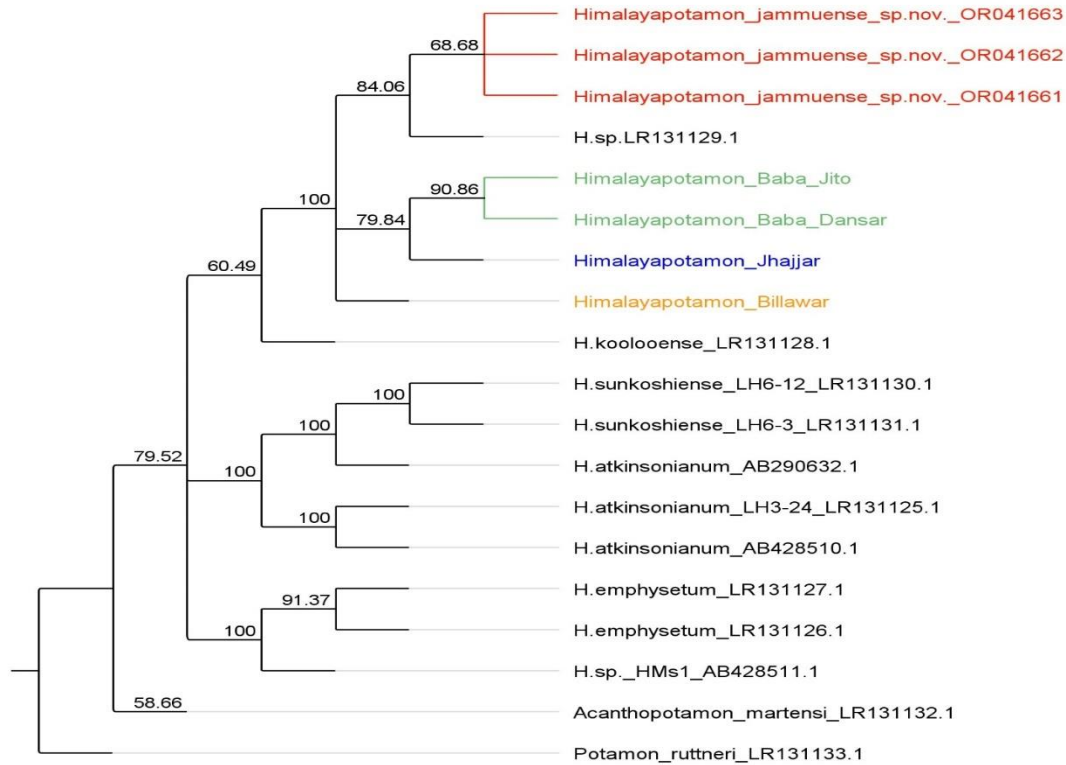 Himalayapotamon_jammuense_sp.nov._OR041663
68.68
Himalayapotamon_jammuense_sp.nov._OR041662
84.06
Himalayapotamon_jammuense_sp.nov._OR041661
H.sp.LR131129.1
Himalayapotamon_Baba_Jito
90.86
100
79.84
Himalayapotamon_Baba_Dansar
60.49
Himalayapotamon_Jhajjar
Himalayapotamon_Billawar
H.koolooense_LR131128.1
H.sunkoshiense_LH6-12_LR131130.1
100
H.sunkoshiense_LH6-3_LR131131.1
100
79.52
H.atkinsonianum_AB290632.1
100
H.atkinsonianum_LH3-24_LR131125.1
100
H.atkinsonianum_AB428510.1
H.emphysetum_LR131127.1
91.37
H.emphysetum_LR131126.1
100
H.sp._HMs1_AB428511.1
58.66
Acanthopotamon_martensi_LR131132.1
Potamon_ruttneri_LR131133.1